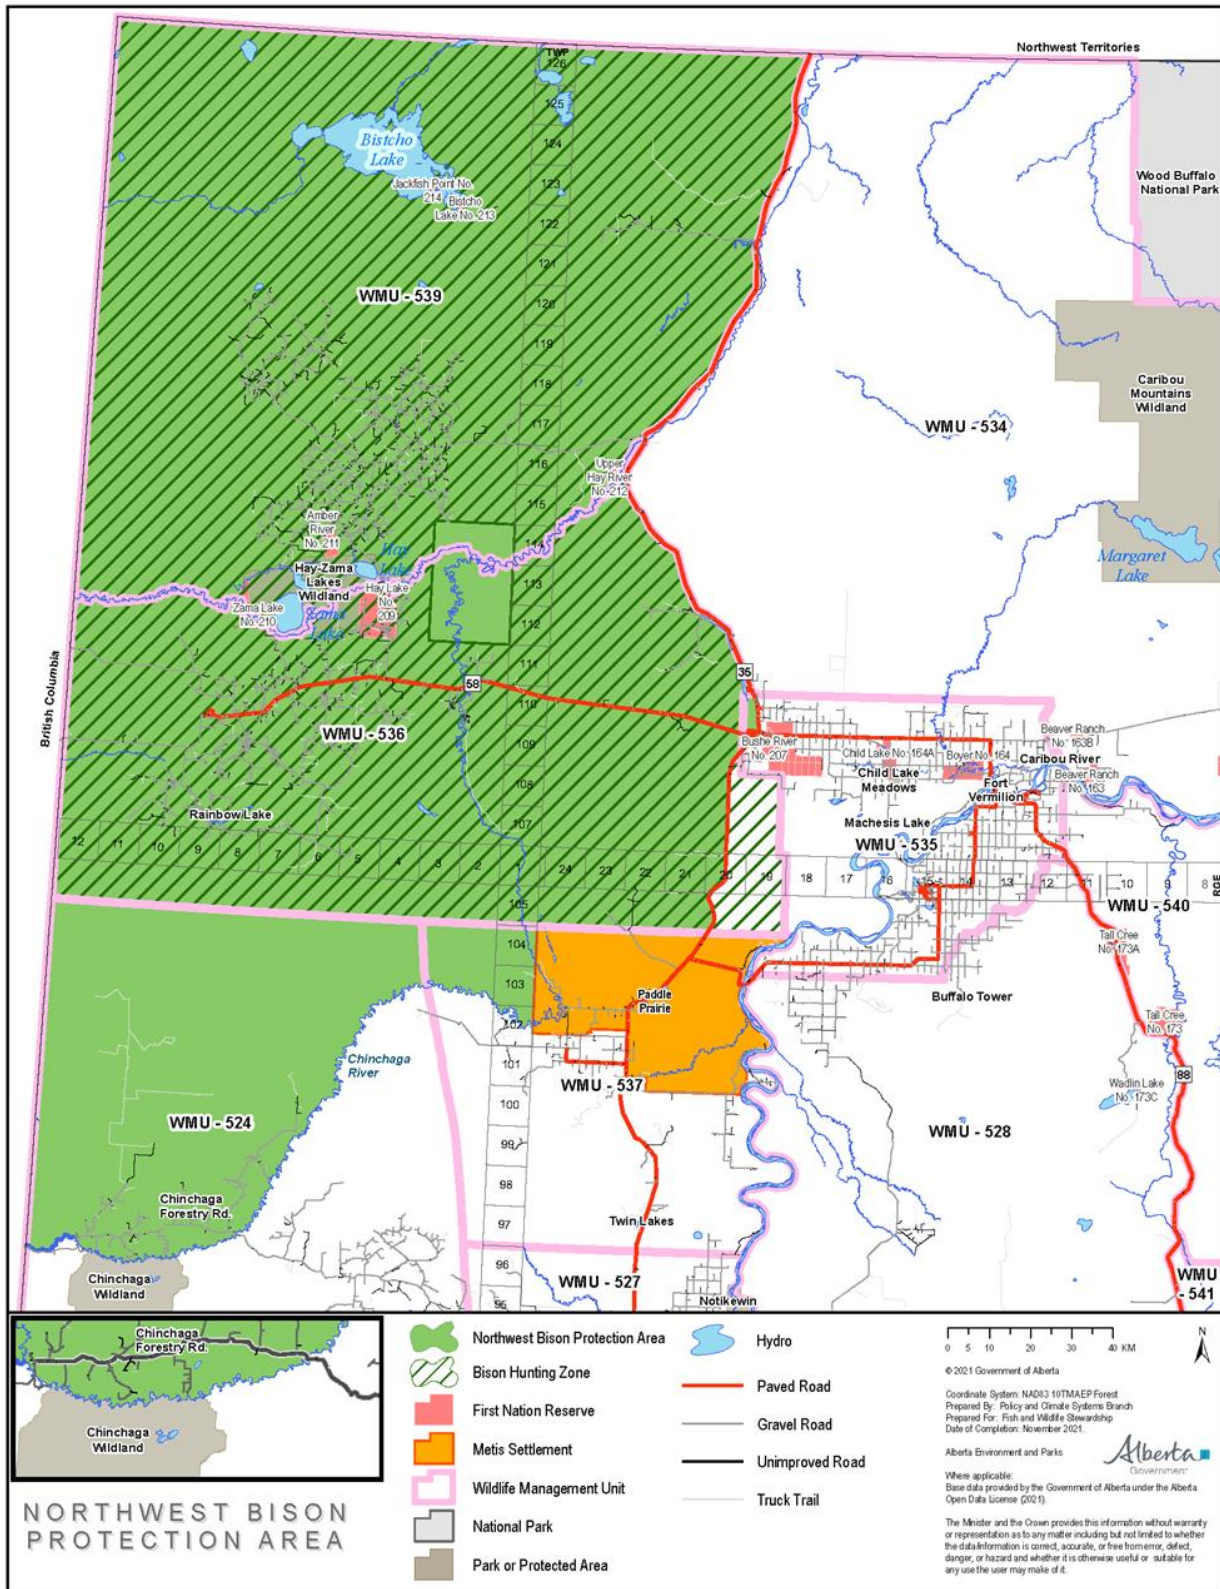 Northwest Territories
TWP
126
125
124
123
122
121
120
119
118
117
116
115
114
113
112
111
110
109
108
107
105
104
103
102
101
100
99
98
97
96
95
Bistcho
Lake
Jackfish Point No.
214
Bistcho
Lake No. 213
Wood Buffalo
National Park
WMU - 539
Caribou
Mountains
Wildland
WMU - 534
Upper
Hay River
No. 212
Amber
River
No. 211
Hay
Lake
Hay-Zama
Lakes
Wildland
Hay Lake
No.
209
Zama Lake
No. 210
Zama
Lake
Margaret
Lake
British Columbia
35
58
WMU - 536
Bushe River
No. 207
Child Lake No. 164A
Boyer No. 164
Beaver Ranch
No. 163B
Caribou River
Child Lake
Meadows
Beaver Ranch
No. 163
Fort
Vermilion
Rainbow Lake
Machesis Lake
WMU - 535
12 11 10 9 8 7 6 5 4 3 2 24 23 22 21 20 19 18 17 16 15 14 13 12 11 10 9 8
RGE
WMU - 540
Tall Cree
No. 173A
Paddle
Prairie
Buffalo Tower
Tall Cree
No. 173
Chinchaga
River
88
WMU - 537
Wadlin Lake
No. 173C
WMU - 524
WMU - 528
Chinchaga
Forestry Rd.
Twin Lakes
Chinchaga
Wildland
WMU - 527
WMU
- 541
Notikewin
Chinchaga
Forestry Rd.
Chinchaga
Wildland
NORTHWEST BISON
PROTECTION AREA
Northwest Bison Protection Area
Bison Hunting Zone
First Nation Reserve
Metis Settlement
Wildlife Management Unit
National Park
Park or Protected Area
Hydro
Paved Road
Gravel Road
Unimproved Road
Truck Trail
0 5 10 20 30 40 KM
N
© 2021 Government of Alberta
Coordinate System: NAD83 10TM AEP Forest
Prepared By: Policy and Climate Systems Branch
Prepared For: Fish and Wildlife Stewardship
Date of Completion: November 2021.
Alberta Environment and Parks
Alberta
Government
Where applicable:
Base data provided by the Government of Alberta under the Alberta
Open Data License (2021).
The Minister and the Crown provides this information without warranty
or representation as to any matter including but not limited to whether
the data/information is correct, accurate, or free from error, defect,
danger, or hazard and whether it is otherwise useful or suitable for
any use the user may make of it.